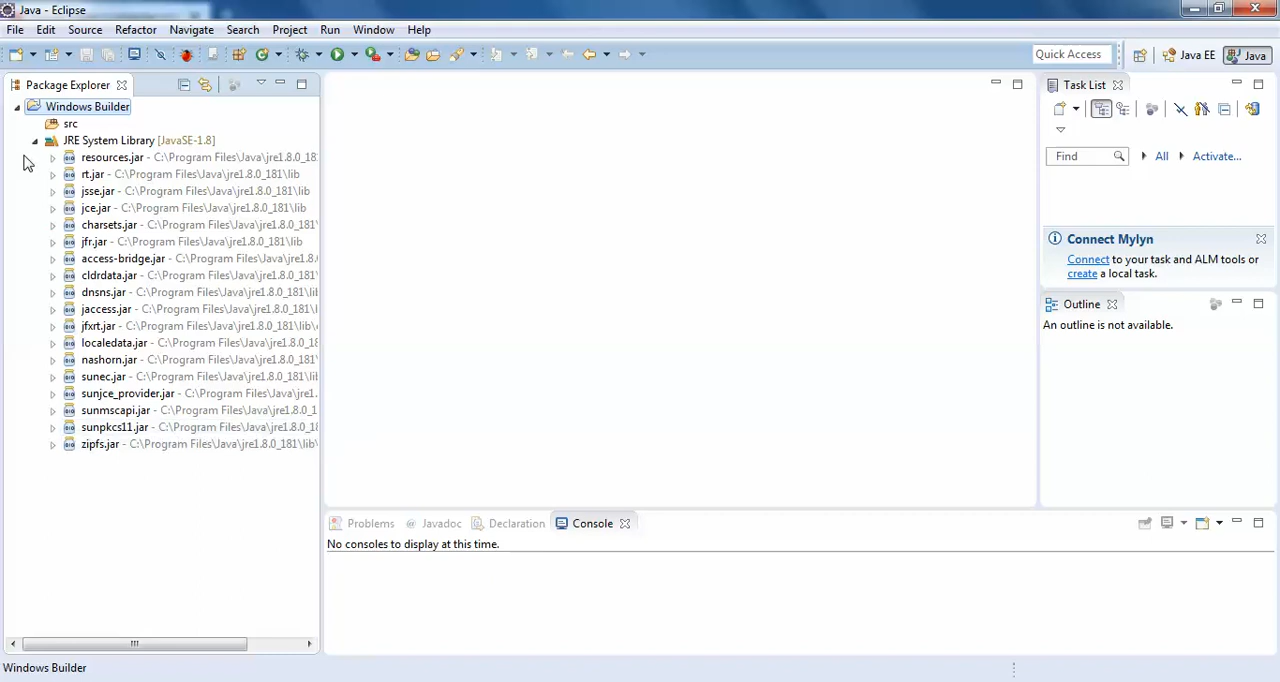 Java - Eclipse
File Edit Source Refactor Navigate Search Project Run Window Help
Quick Access Java EE Java
Package Explorer
Windows Builder
src
JRE System Library [JavaSE-1.8]
resources.jar - C:\Program Files\Java\jre1.8.0_18
rt.jar - C:\Program Files\Java\jre1.8.0_181\lib
jsse.jar - C:\Program Files\Java\jre1.8.0_181\lib
jce.jar - C:\Program Files\Java\jre1.8.0_181\lib
charsets.jar - C:\Program Files\Java\jre1.8.0_181\
jfr.jar - C:\Program Files\Java\jre1.8.0_181\lib
access-bridge.jar - C:\Program Files\Java\jre1.8.
cldrdata.jar - C:\Program Files\Java\jre1.8.0_181\
dnsns.jar - C:\Program Files\Java\jre1.8.0_181\li
jaccess.jar - C:\Program Files\Java\jre1.8.0_181\l
jfxrt.jar - C:\Program Files\Java\jre1.8.0_181\lib\
localedata.jar - C:\Program Files\Java\jre1.8.0_18
nashorn.jar - C:\Program Files\Java\jre1.8.0_181\
sunec.jar - C:\Program Files\Java\jre1.8.0_181\li
sunjce_provider.jar - C:\Program Files\Java\jre1.
sunmscapi.jar - C:\Program Files\Java\jre1.8.0_1
sunpkcs11.jar - C:\Program Files\Java\jre1.8.0_18
zipfs.jar - C:\Program Files\Java\jre1.8.0_181\lib\
Task List
Find All Activate...
Connect Mylyn
Connect to your task and ALM tools or
create a local task.
Outline
An outline is not available.
Problems Javadoc Declaration Console
No consoles to display at this time.
Windows Builder